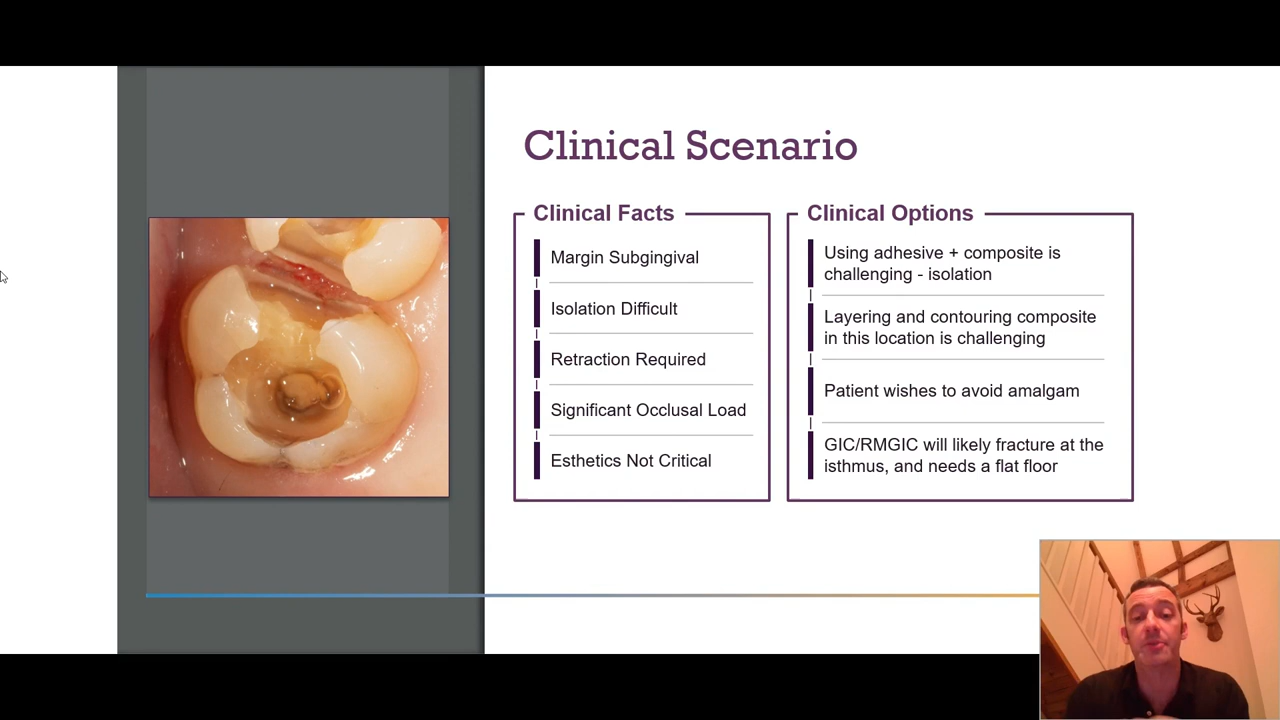 Clinical Scenario
Clinical Facts
Margin Subgingival
Isolation Difficult
Retraction Required
Significant Occlusal Load
Esthetics Not Critical
Clinical Options
Using adhesive + composite is
challenging - isolation
Layering and contouring composite
in this location is challenging
Patient wishes to avoid amalgam
GIC/RMGIC will likely fracture at the
isthmus, and needs a flat floor